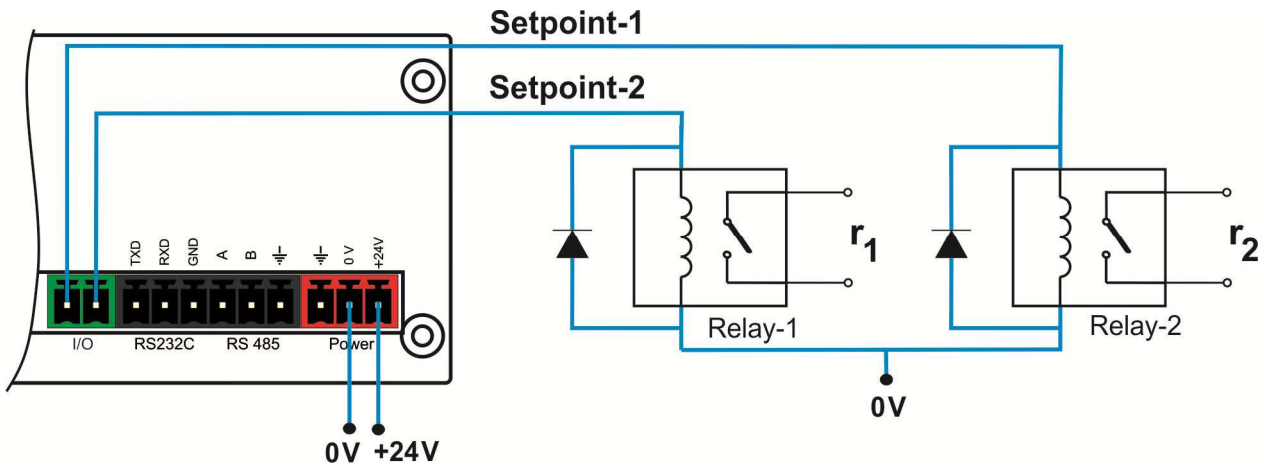 Setpoint-1
Setpoint-2
TXD
RXD
GND
A
B
0 V
+24V
I/O
RS232C
RS 485
Power
0V
+24V
r1
Relay-1
r2
Relay-2
0V